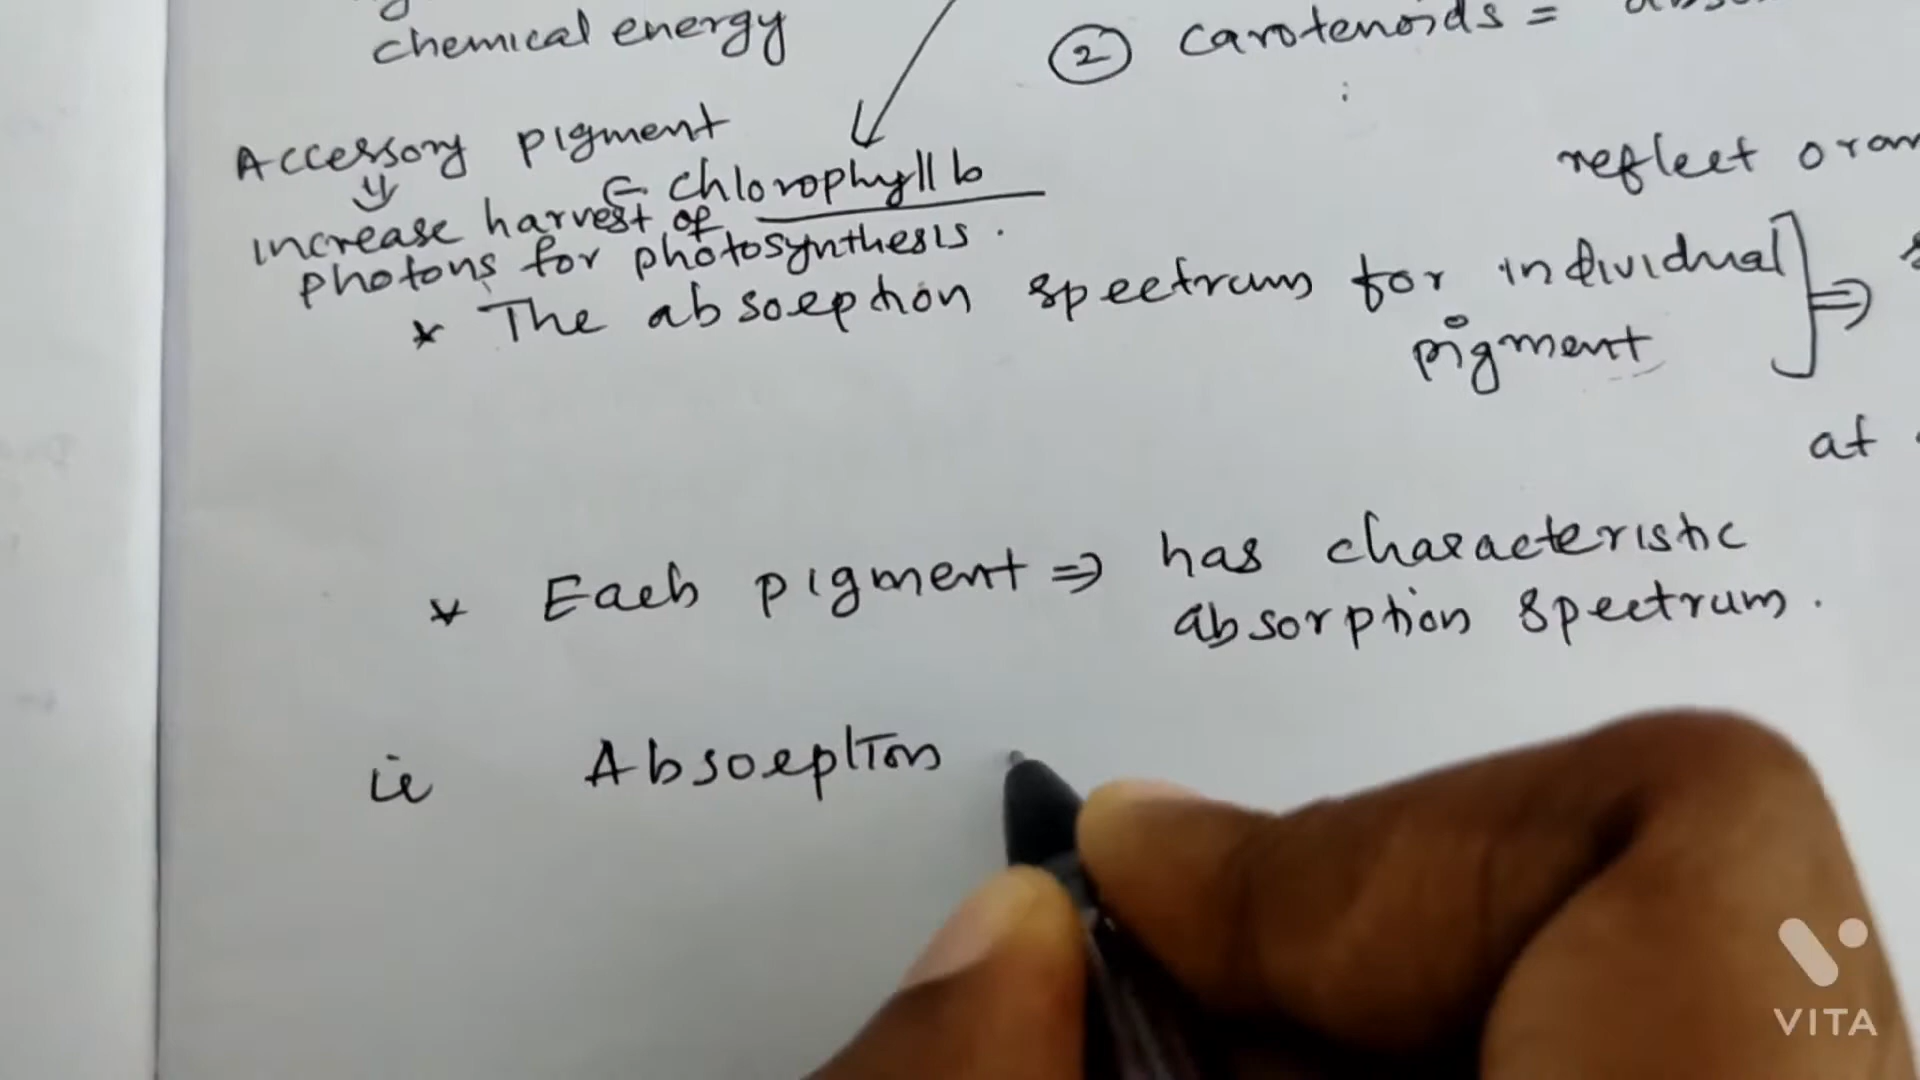 chemical energy
② carotenoids =
Accessory pigment
⇓
← chlorophyll b
increase harvest of
photons for photosynthesis.
reflect
* The absorption spectrum for individual
pigment
⇒
at
* Each pigment ⇒ has characteristic
absorption spectrum.
ie Absorption
VITA